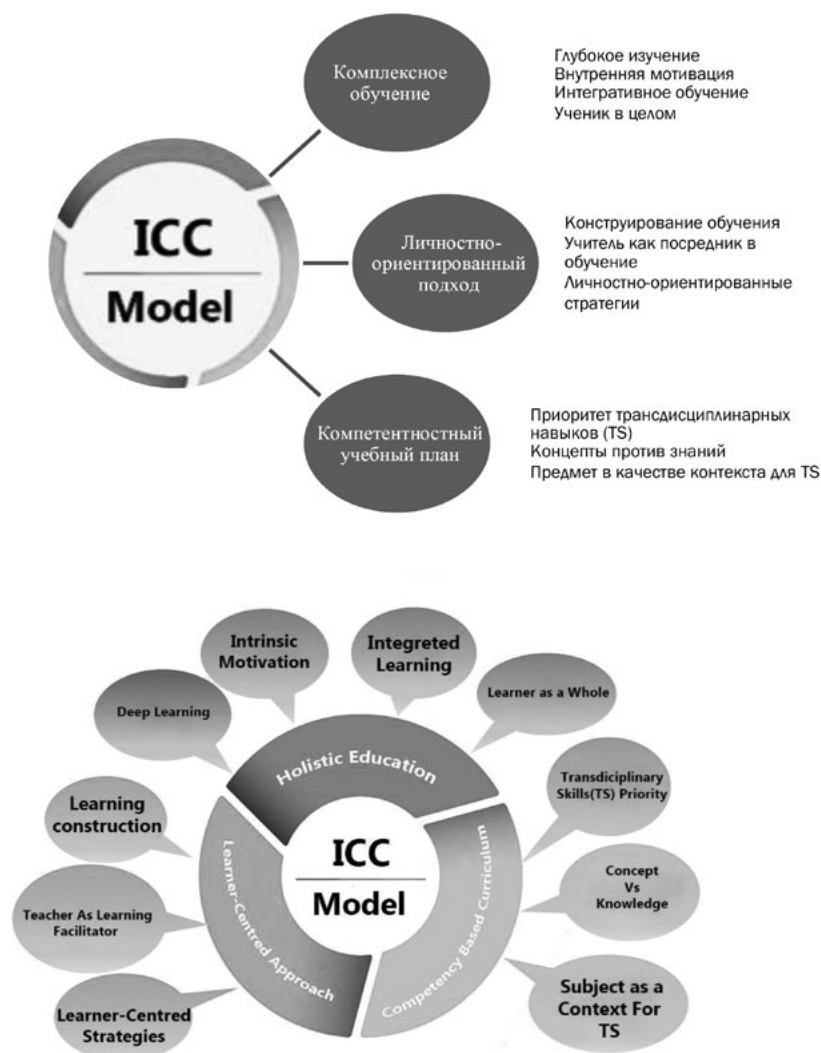 Комплексное
обучение
Глубокое изучение
Внутренняя мотивация
Интегративное обучение
Ученик в целом
ICC
Model
Личностно-
ориентированный
подход
Конструирование обучения
Учитель как посредник в
обучение
Личностно-ориентированные
стратегии
Компетентностный
учебный план
Приоритет трансдисциплинарных
навыков (TS)
Концепты против знаний
Предмет в качестве контекста для TS
Intrinsic
Motivation
Integreted
Learning
Deep Learning
Learner as a Whole
Holistic Education
Learning
construction
Transdiciplinary
Skills(TS) Priority
ICC
Model
Learner-Centred Approach
Competency Based Curriculum
Teacher As Learning
Facilitator
Concept
Vs
Knowledge
Learner-Centred
Strategies
Subject as a
Context For
TS